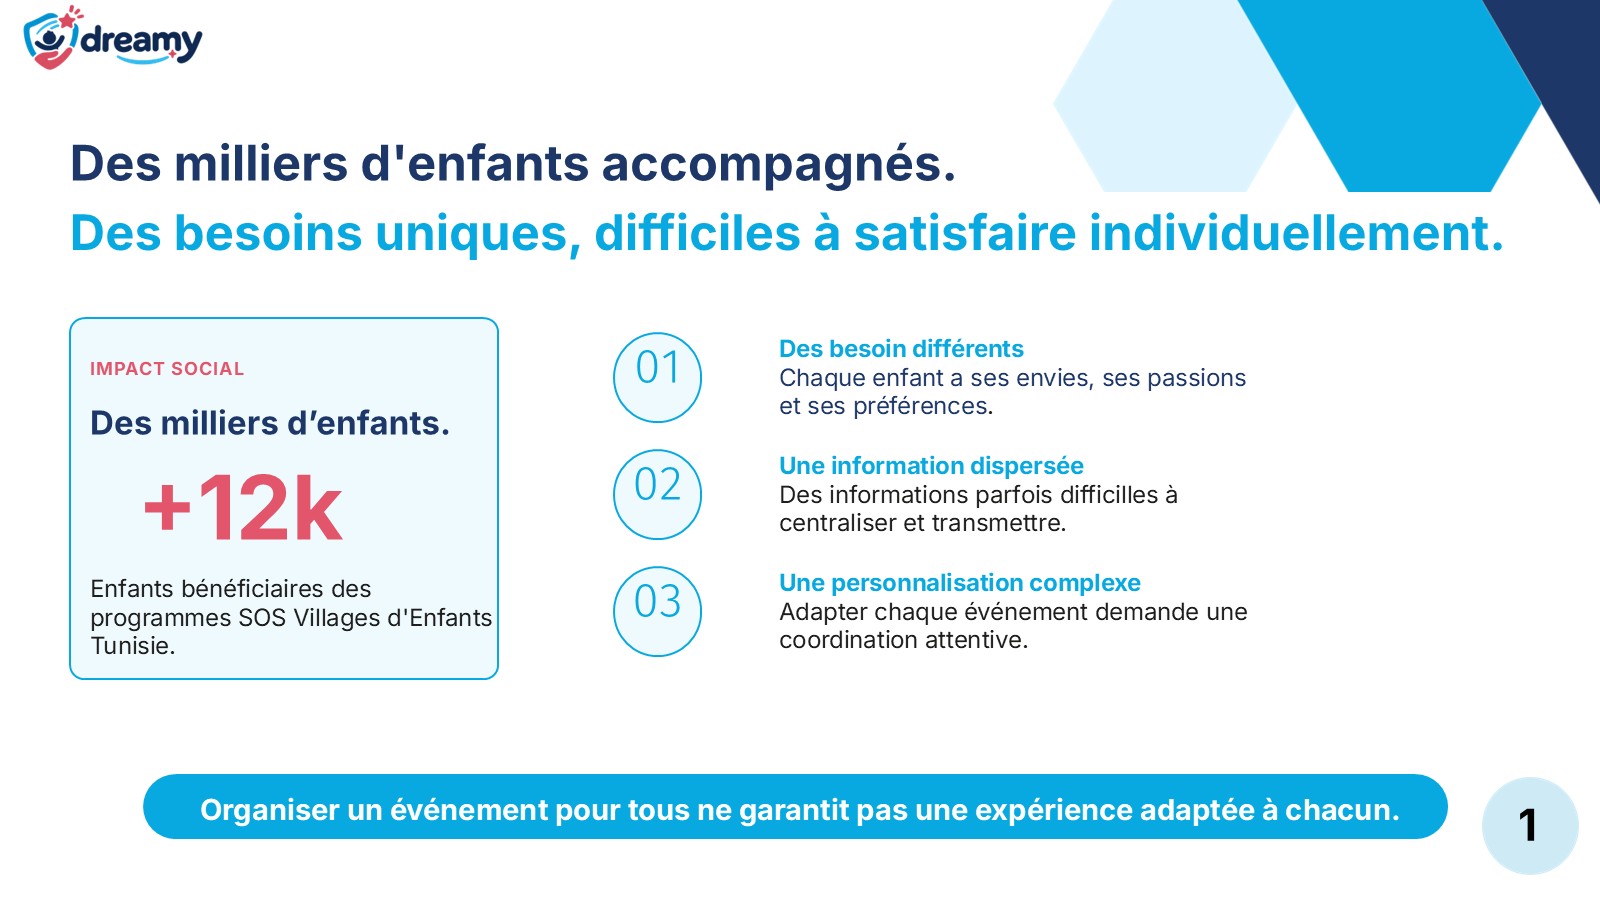 dreamy
Des milliers d'enfants accompagnés.
Des besoins uniques, difficiles à satisfaire individuellement.
IMPACT SOCIAL
Des milliers d’enfants.
+12k
Enfants bénéficiaires des
programmes SOS Villages d'Enfants
Tunisie.
01
Des besoin différents
Chaque enfant a ses envies, ses passions
et ses préférences.
02
Une information dispersée
Des informations parfois difficilles à
centraliser et transmettre.
03
Une personnalisation complexe
Adapter chaque événement demande une
coordination attentive.
Organiser un événement pour tous ne garantit pas une expérience adaptée à chacun.
1